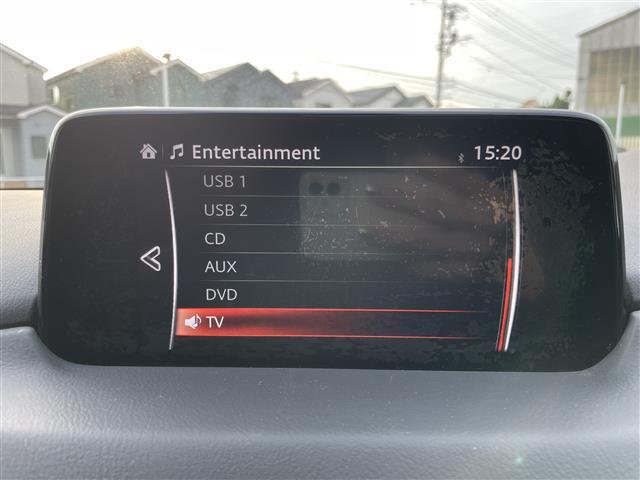 Entertainment 15:20
USB 1
USB 2
CD
AUX
DVD
TV